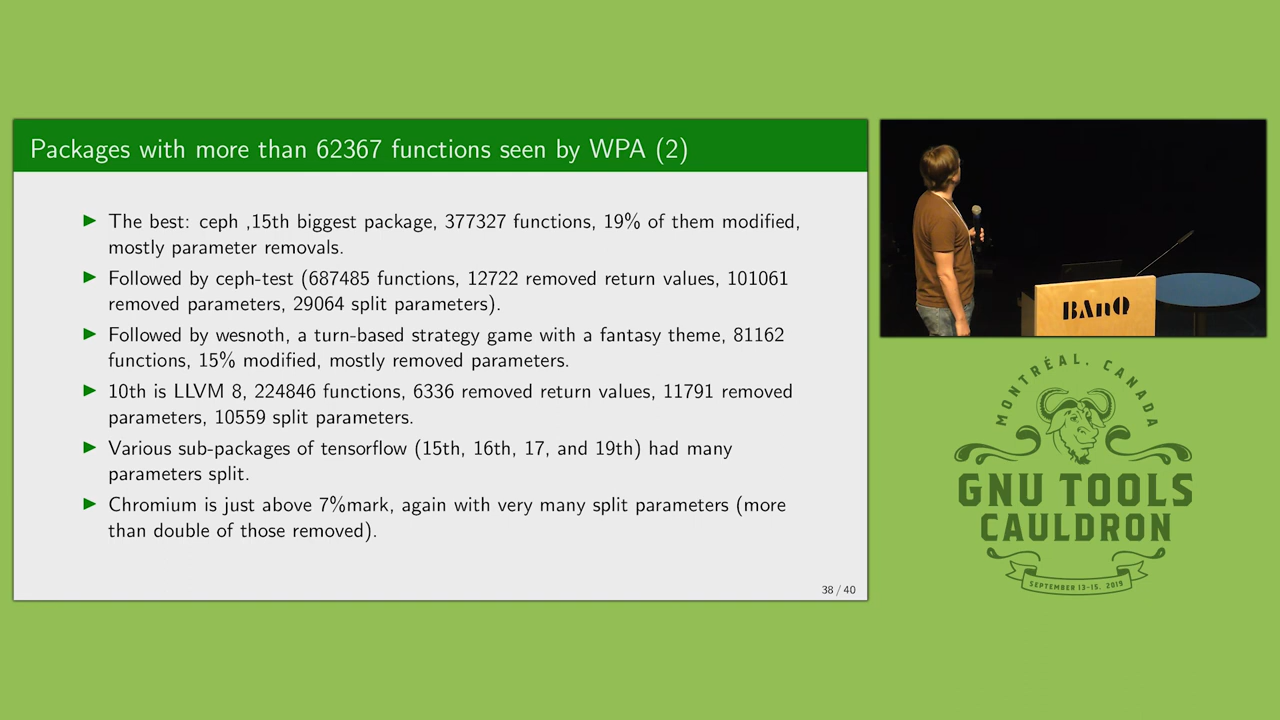 Packages with more than 62367 functions seen by WPA (2)
▶ The best: ceph ,15th biggest package, 377327 functions, 19% of them modified,
mostly parameter removals.
▶ Followed by ceph-test (687485 functions, 12722 removed return values, 101061
removed parameters, 29064 split parameters).
▶ Followed by wesnoth, a turn-based strategy game with a fantasy theme, 81162
functions, 15% modified, mostly removed parameters.
▶ 10th is LLVM 8, 224846 functions, 6336 removed return values, 11791 removed
parameters, 10559 split parameters.
▶ Various sub-packages of tensorflow (15th, 16th, 17, and 19th) had many
parameters split.
▶ Chromium is just above 7%mark, again with very many split parameters (more
than double of those removed).
38 / 40
BAnQ
MONTRÉAL, CANADA
GNU TOOLS
CAULDRON
SEPTEMBER 13-15, 2019